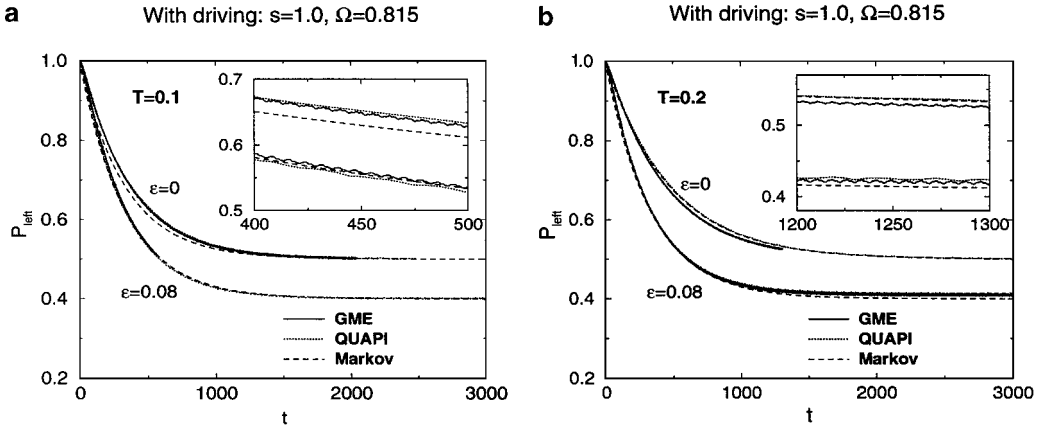 a
With driving: s=1.0, Ω=0.815
1.0
0.8
0.6
0.4
0.2
P_left
T=0.1
ε=0
ε=0.08
0.7
0.6
0.5
400 450 500
GME
QUAPI
Markov
0 1000 2000 3000
t
b
With driving: s=1.0, Ω=0.815
1.0
0.8
0.6
0.4
0.2
P_left
T=0.2
ε=0
ε=0.08
0.5
0.4
1200 1250 1300
GME
QUAPI
Markov
0 1000 2000 3000
t